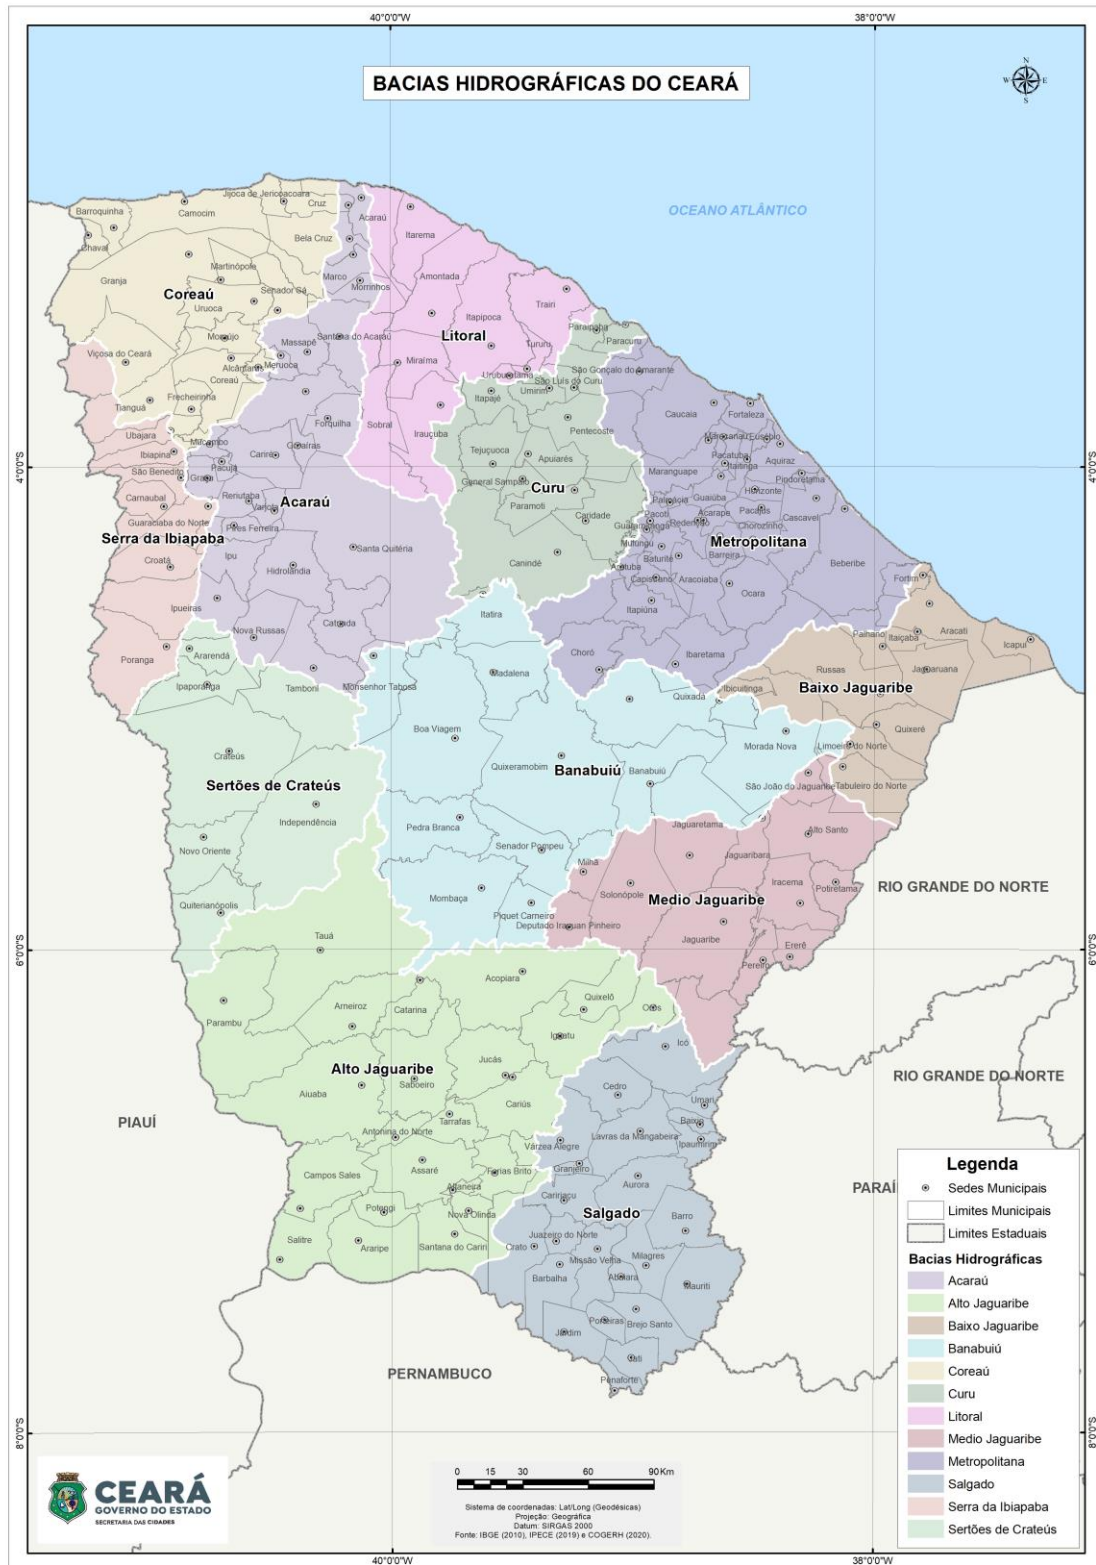 40°0'0"W
38°0'0"W
BACIAS HIDROGRÁFICAS DO CEARÁ
N
W
E
S
OCEANO ATLÂNTICO
Jijoca de Jericoacoara
Cruz
Barroquinha
Camocim
Acaraú
Chaval
Bela Cruz
Itarema
Martinópole
Marco
Amontada
Granja
Senador Sá
Morrinhos
Coreaú
Uruoca
Trairi
Itapipoca
Moraújo
Santana do Acaraú
Litoral
Paraipaba
Massapê
Tururu
Paracuru
Viçosa do Ceará
Meruoca
Miraíma
Alcântaras
Uruburetama
São Gonçalo do Amarante
Coreaú
São Luís do Curu
Tianguá
Frecheirinha
Itapajé
Umirim
Caucaia
Fortaleza
Forquilha
Sobral
Irauçuba
Pentecoste
Ubajara
Mucambo
Maracanaú
Eusébio
Ibiapina
Cariré
Groaíras
Tejuçuoca
Apuiarés
Pacatuba
Aquiraz
4°0'0"S
São Benedito
Pacujá
Maranguape
Itaitinga
4°0'0"S
Graça
General Sampaio
Curu
Pindoretama
Carnaubal
Reriutaba
Acaraú
Guaiúba
Horizonte
Varjota
Paramoti
Palmácia
Pacajus
Guaraciaba do Norte
Caridade
Pacoti
Acarape
Cascavel
Serra da Ibiapaba
Pires Ferreira
Guaramiranga
Redenção
Chorozinho
Mulungu
Metropolitana
Croatá
Ipu
Santa Quitéria
Canindé
Baturité
Barreira
Beberibe
Hidrolândia
Aratuba
Capistrano
Aracoiaba
Fortim
Ipueiras
Itatira
Itapiúna
Ocara
Catunda
Nova Russas
Aracati
Palhano
Itaiçaba
Icapuí
Poranga
Ararendá
Choró
Ibaretama
Russas
Jaguaruana
Ipaporanga
Tamboril
Monsenhor Tabosa
Madalena
Ibicuitinga
Baixo Jaguaribe
Quixadá
Boa Viagem
Quixeré
Crateús
Morada Nova
Limoeiro do Norte
Quixeramobim
Banabuiú
Banabuiú
Sertões de Crateús
São João do Jaguaribe
Tabuleiro do Norte
Independência
Pedra Branca
Jaguaretama
Alto Santo
Novo Oriente
Senador Pompeu
Jaguaribara
Milhã
Iracema
Potiretama
RIO GRANDE DO NORTE
Mombaça
Solonópole
Medio Jaguaribe
Quiterianópolis
Piquet Carneiro
Deputado Irapuan Pinheiro
Tauá
Jaguaribe
Ererê
6°0'0"S
6°0'0"S
Pereiro
Acopiara
Parambu
Arneiroz
Catarina
Quixelô
Orós
Iguatu
Icó
Alto Jaguaribe
Jucás
RIO GRANDE DO NORTE
Saboeiro
Cedro
Aiuaba
Cariús
Umari
PIAUÍ
Tarrafas
Baixio
Antonina do Norte
Lavras da Mangabeira
Várzea Alegre
Ipaumirim
Campos Sales
Assaré
Farias Brito
Granjeiro
PARAÍ
Altaneira
Aurora
Caririaçu
Potengi
Nova Olinda
Salgado
Barro
Salitre
Juazeiro do Norte
Araripe
Santana do Cariri
Crato
Missão Velha
Milagres
Barbalha
Abaiara
Mauriti
Porteiras
Brejo Santo
Jardim
Jati
PERNAMBUCO
Penaforte
8°0'0"S
8°0'0"S
Legenda
Sedes Municipais
Limites Municipais
Limites Estaduais
Bacias Hidrográficas
Acaraú
Alto Jaguaribe
Baixo Jaguaribe
Banabuiú
Coreaú
Curu
Litoral
Medio Jaguaribe
Metropolitana
Salgado
Serra da Ibiapaba
Sertões de Crateús
CEARÁ
GOVERNO DO ESTADO
SECRETARIA DAS CIDADES
0 15 30 60 90 Km
Sistema de coordenadas: Lat/Long (Geodésicas)
Projeção: Geográfica
Datum: SIRGAS 2000
Fonte: IBGE (2010), IPECE (2019) e COGERH (2020).
40°0'0"W
38°0'0"W